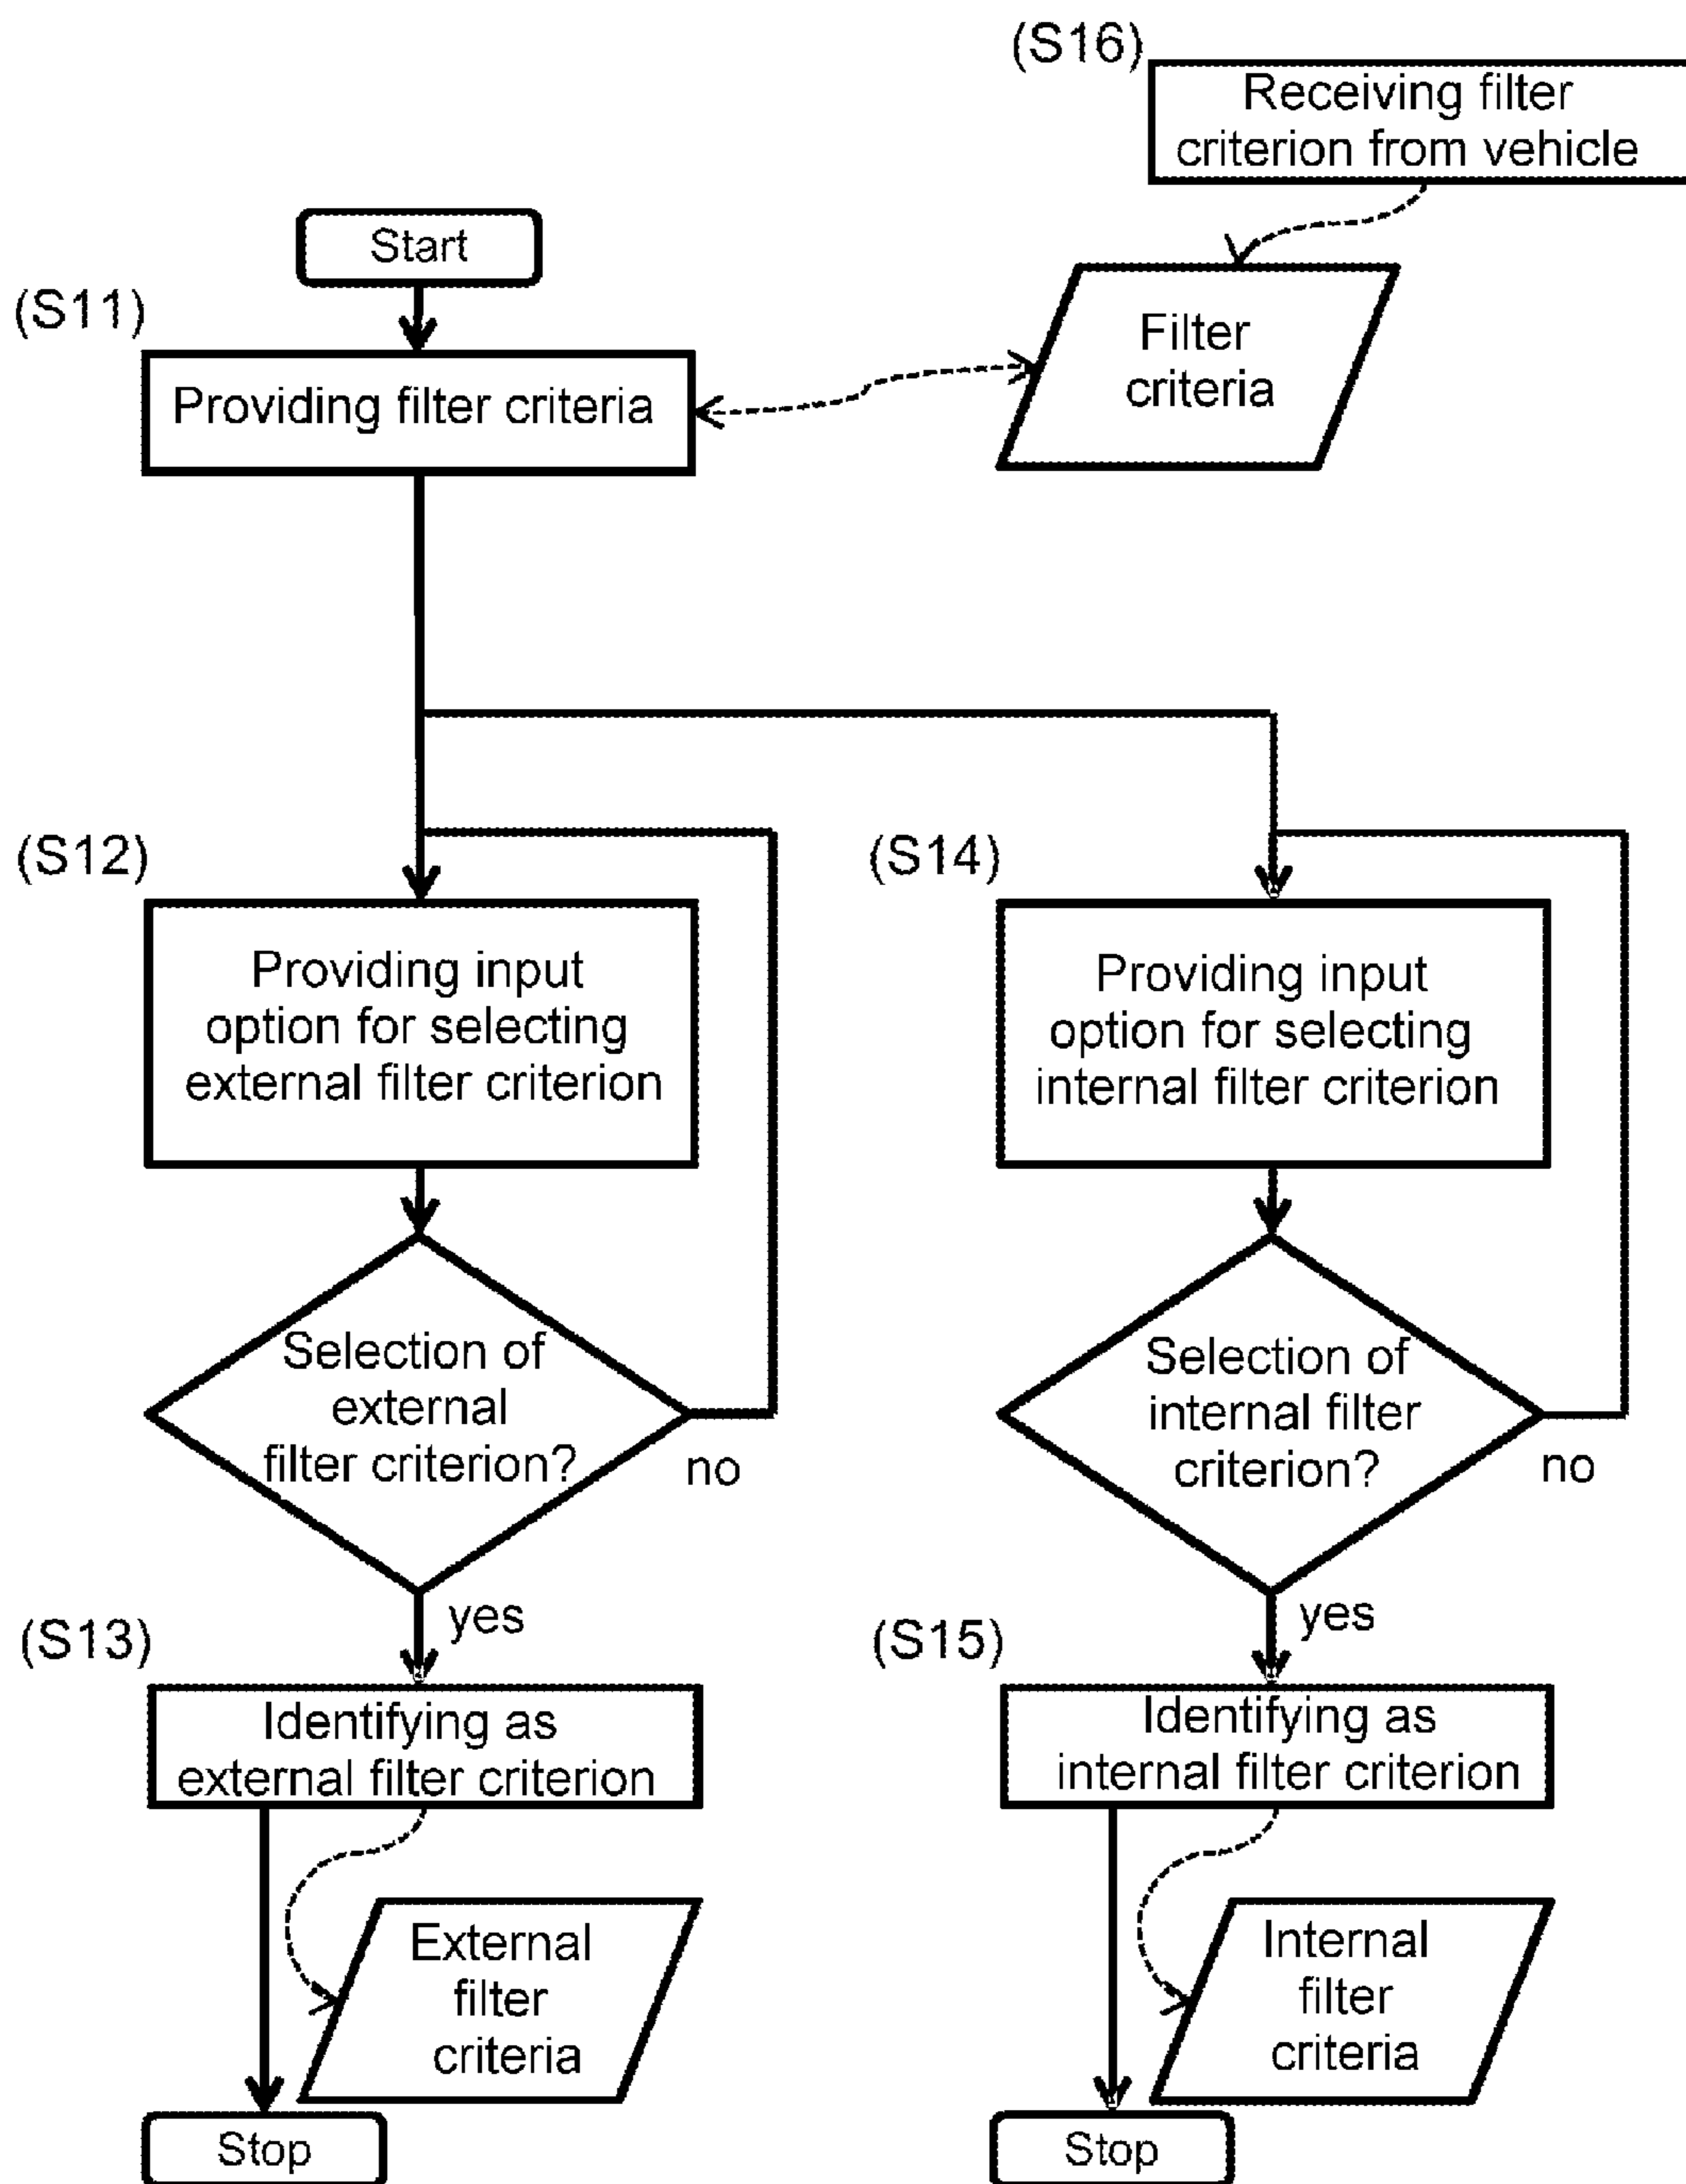 (S16)
Receiving filter
criterion from vehicle
Start
(S11)
Providing filter criteria
Filter
criteria
(S12)
Providing input
option for selecting
external filter criterion
(S14)
Providing input
option for selecting
internal filter criterion
Selection of
external
filter criterion?
no
yes
Selection of
internal filter
criterion?
no
yes
(S13)
Identifying as
external filter criterion
(S15)
Identifying as
internal filter criterion
External
filter
criteria
Internal
filter
criteria
Stop
Stop